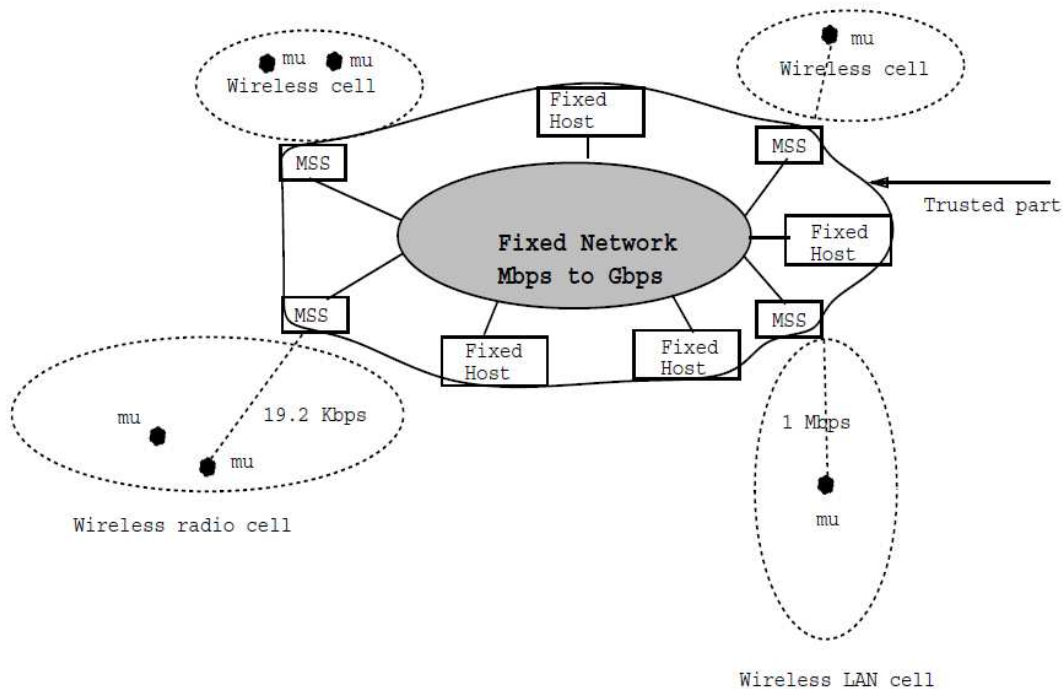 mu
mu
mu
Wireless cell
Wireless cell
Fixed
Host
MSS
MSS
Trusted part
Fixed
Host
Fixed Network
Mbps to Gbps
MSS
MSS
Fixed
Host
Fixed
Host
19.2 Kbps
1 Mbps
mu
mu
mu
Wireless radio cell
Wireless LAN cell